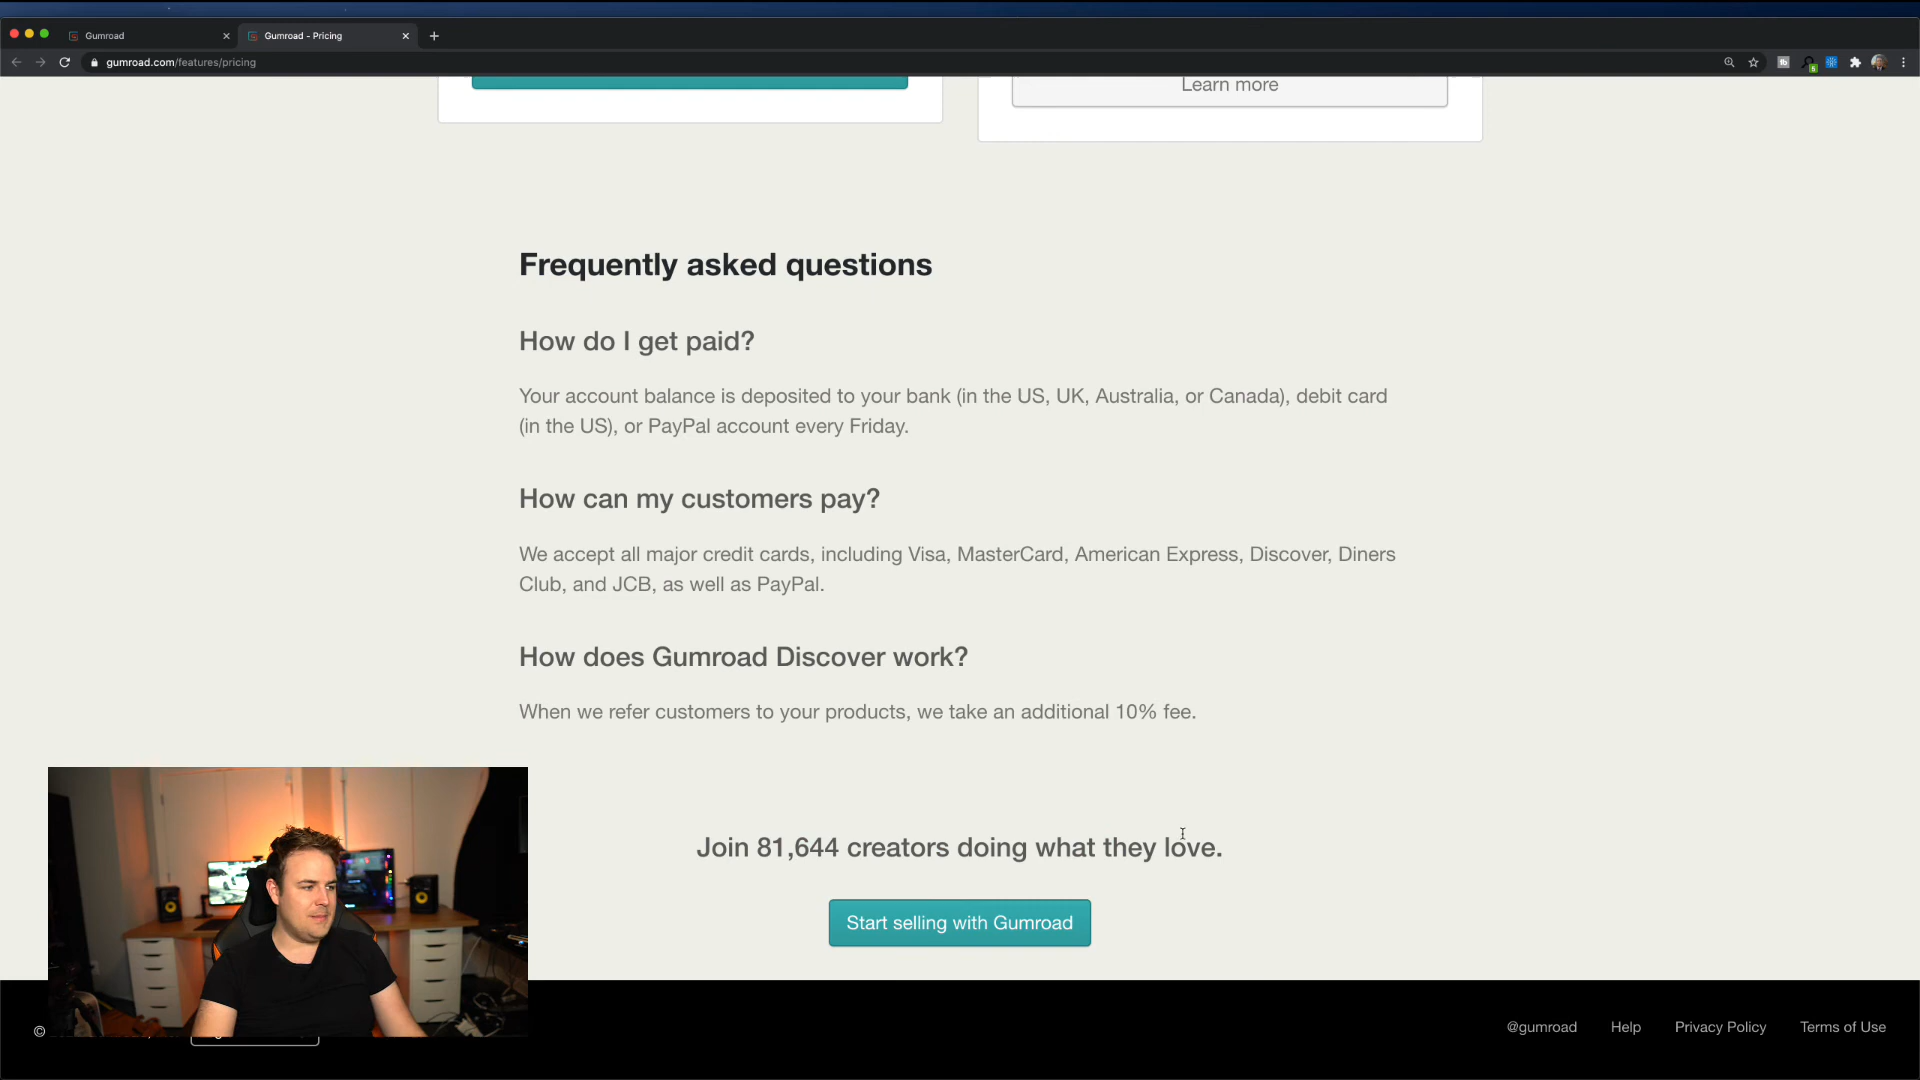 Gumroad
Gumroad - Pricing
gumroad.com/features/pricing
Learn more
Frequently asked questions
How do I get paid?
Your account balance is deposited to your bank (in the US, UK, Australia, or Canada), debit card
(in the US), or PayPal account every Friday.
How can my customers pay?
We accept all major credit cards, including Visa, MasterCard, American Express, Discover, Diners
Club, and JCB, as well as PayPal.
How does Gumroad Discover work?
When we refer customers to your products, we take an additional 10% fee.
Join 81,644 creators doing what they love.
Start selling with Gumroad
©
@gumroad Help Privacy Policy Terms of Use